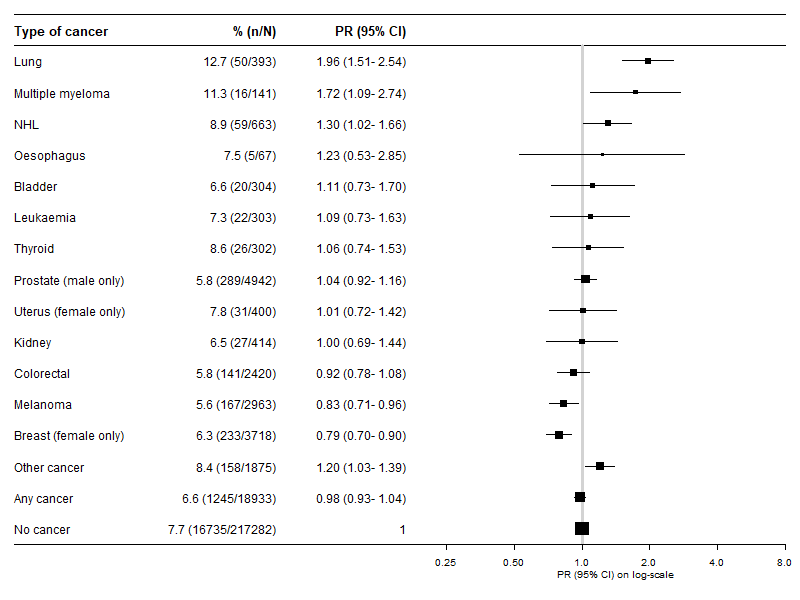 Type of cancer % (n/N) PR (95% CI)
Lung 12.7 (50/393) 1.96 (1.51- 2.54)
Multiple myeloma 11.3 (16/141) 1.72 (1.09- 2.74)
NHL 8.9 (59/663) 1.30 (1.02- 1.66)
Oesophagus 7.5 (5/67) 1.23 (0.53- 2.85)
Bladder 6.6 (20/304) 1.11 (0.73- 1.70)
Leukaemia 7.3 (22/303) 1.09 (0.73- 1.63)
Thyroid 8.6 (26/302) 1.06 (0.74- 1.53)
Prostate (male only) 5.8 (289/4942) 1.04 (0.92- 1.16)
Uterus (female only) 7.8 (31/400) 1.01 (0.72- 1.42)
Kidney 6.5 (27/414) 1.00 (0.69- 1.44)
Colorectal 5.8 (141/2420) 0.92 (0.78- 1.08)
Melanoma 5.6 (167/2963) 0.83 (0.71- 0.96)
Breast (female only) 6.3 (233/3718) 0.79 (0.70- 0.90)
Other cancer 8.4 (158/1875) 1.20 (1.03- 1.39)
Any cancer 6.6 (1245/18933) 0.98 (0.93- 1.04)
No cancer 7.7 (16735/217282) 1
0.25 0.50 1.0 2.0 4.0 8.0
PR (95% CI) on log-scale